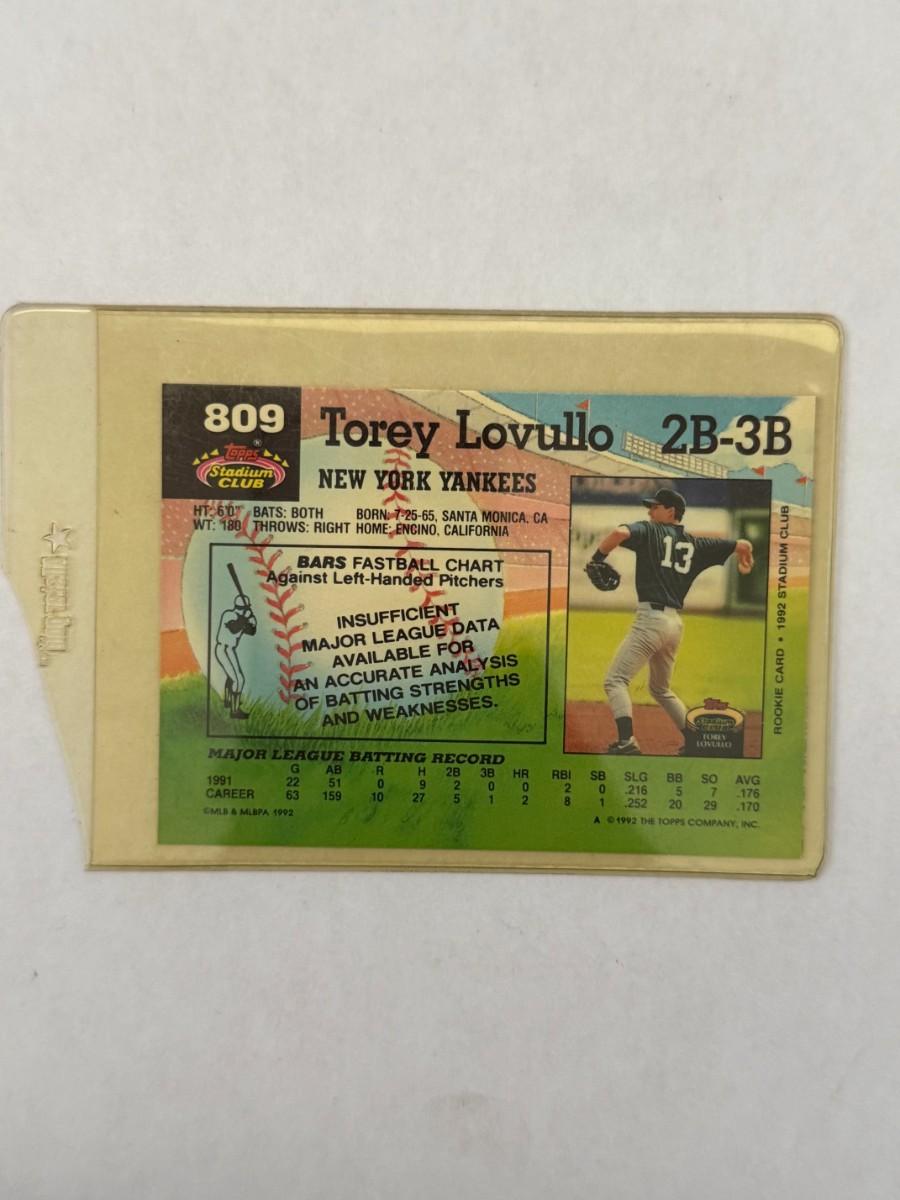 809
Topps®
Stadium
CLUB
Torey Lovullo 2B-3B
NEW YORK YANKEES
HT: 6'0" BATS: BOTH BORN: 7-25-65, SANTA MONICA, CA
WT: 180 THROWS: RIGHT HOME: ENCINO, CALIFORNIA
BARS FASTBALL CHART
Against Left-Handed Pitchers
INSUFFICIENT
MAJOR LEAGUE DATA
AVAILABLE FOR
AN ACCURATE ANALYSIS
OF BATTING STRENGTHS
AND WEAKNESSES.
13
Topps
TOREY
LOVULLO
ROOKIE CARD • 1992 STADIUM CLUB
MAJOR LEAGUE BATTING RECORD
G AB R H 2B 3B HR RBI SB SLG BB SO AVG
1991 22 51 0 9 2 0 0 2 0 .216 5 7 .176
CAREER 63 159 10 27 5 1 2 8 1 .252 20 29 .170
©MLB & MLBPA 1992
A ©1992 THE TOPPS COMPANY, INC.